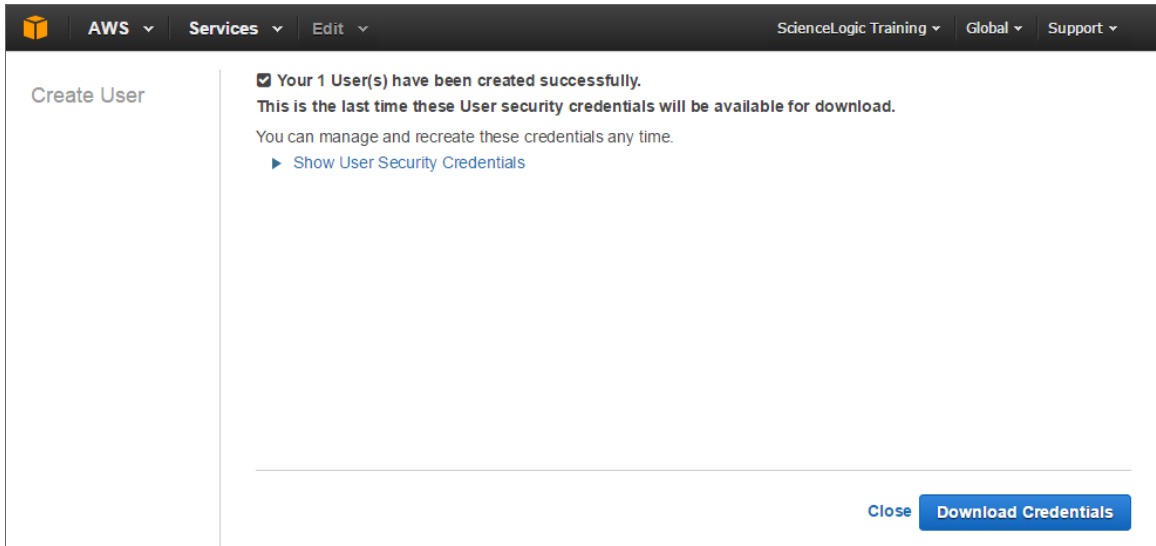 AWS Services Edit ScienceLogic Training Global Support
Create User
Your 1 User(s) have been created successfully.
This is the last time these User security credentials will be available for download.
You can manage and recreate these credentials any time.
Show User Security Credentials
Close Download Credentials